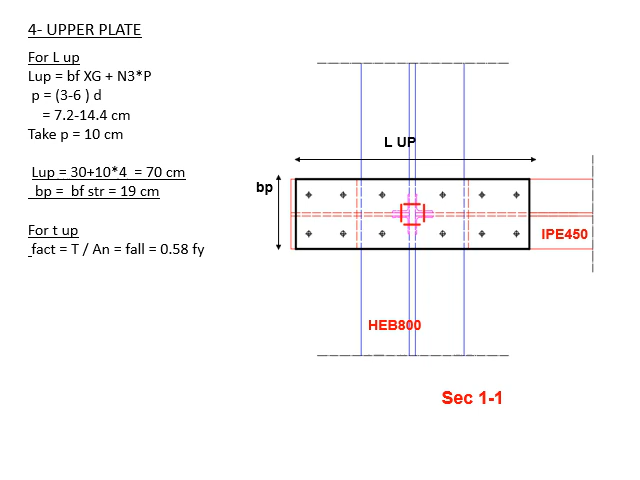 4- UPPER PLATE
For L up
Lup = bf XG + N3*P
p = (3-6 ) d
= 7.2-14.4 cm
Take p = 10 cm
Lup = 30+10*4 = 70 cm
bp = bf str = 19 cm
For t up
fact = T / An = fall = 0.58 fy
L UP
bp
IPE450
HEB800
Sec 1-1